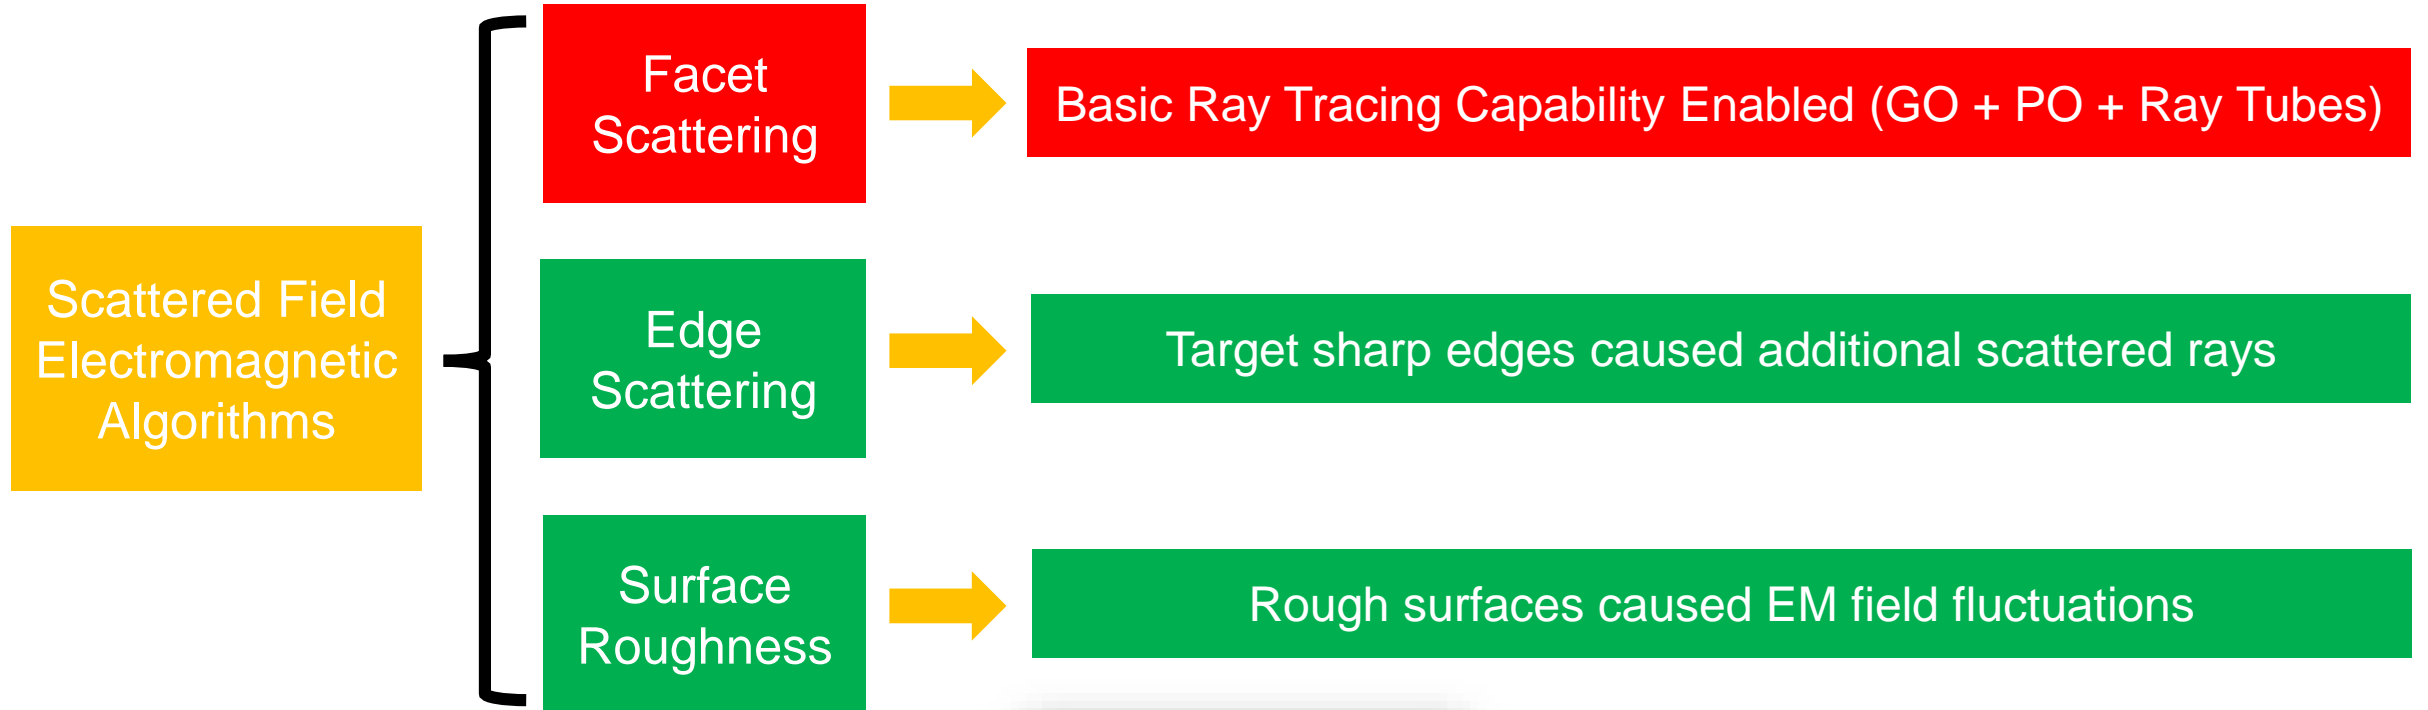 Scattered Field
Electromagnetic
Algorithms
Facet
Scattering
Basic Ray Tracing Capability Enabled (GO + PO + Ray Tubes)
Edge
Scattering
Target sharp edges caused additional scattered rays
Surface
Roughness
Rough surfaces caused EM field fluctuations